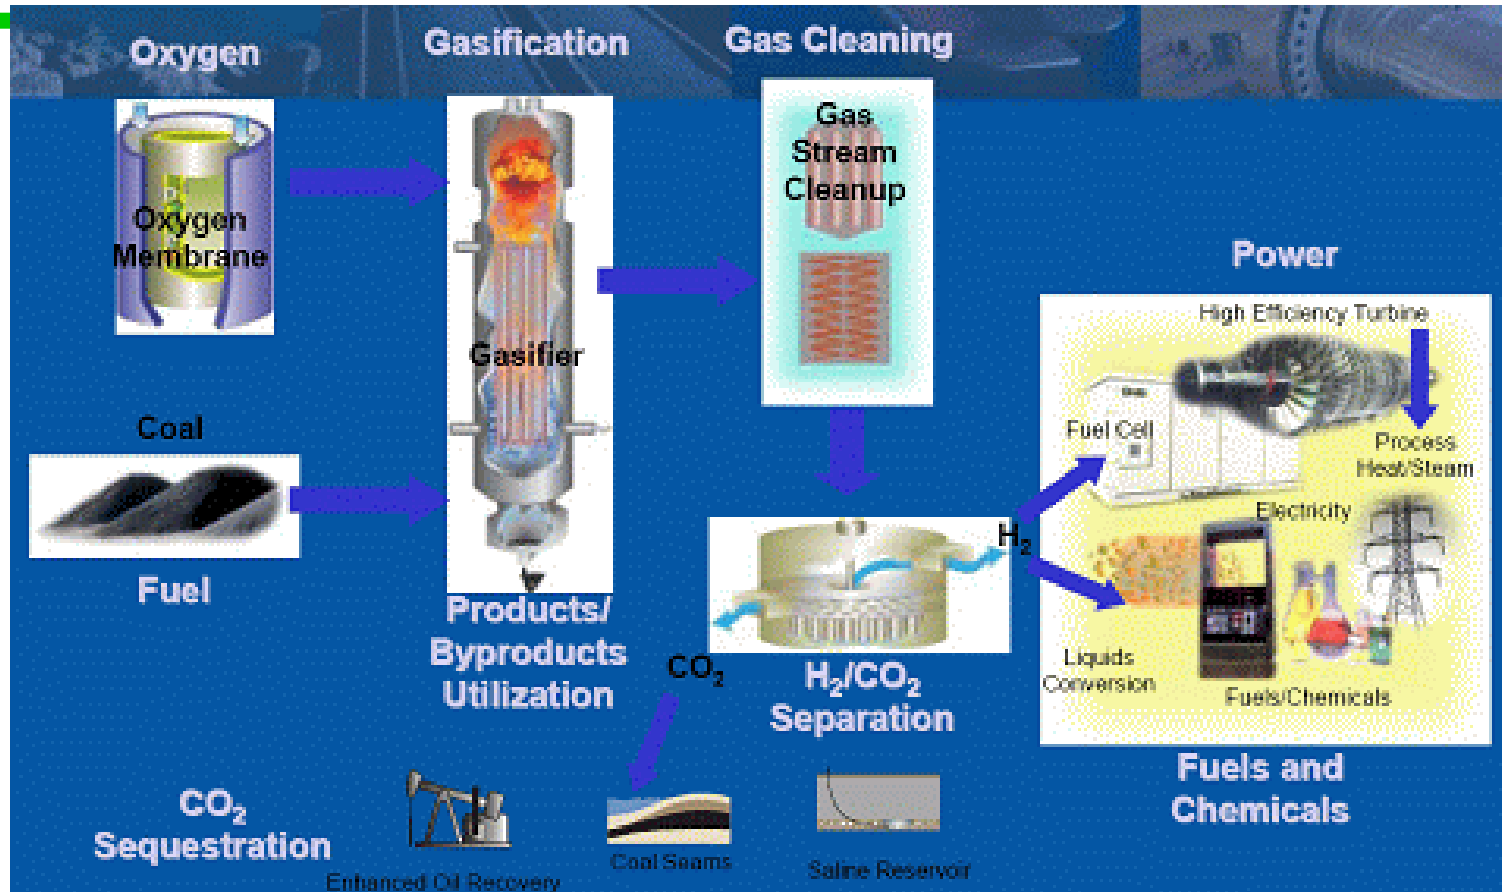 Oxygen
Gasification
Gas Cleaning
Oxygen
Membrane
Gasifier
Gas
Stream
Cleanup
Coal
Fuel
Products/
Byproducts
Utilization
H₂/CO₂
Separation
CO₂
H₂
Power
High Efficiency Turbine
Fuel Cell
Process
Heat/Steam
Electricity
Liquids
Conversion
Fuels/Chemicals
Fuels and
Chemicals
CO₂
Sequestration
Enhanced Oil Recovery
Coal Seams
Saline Reservoir